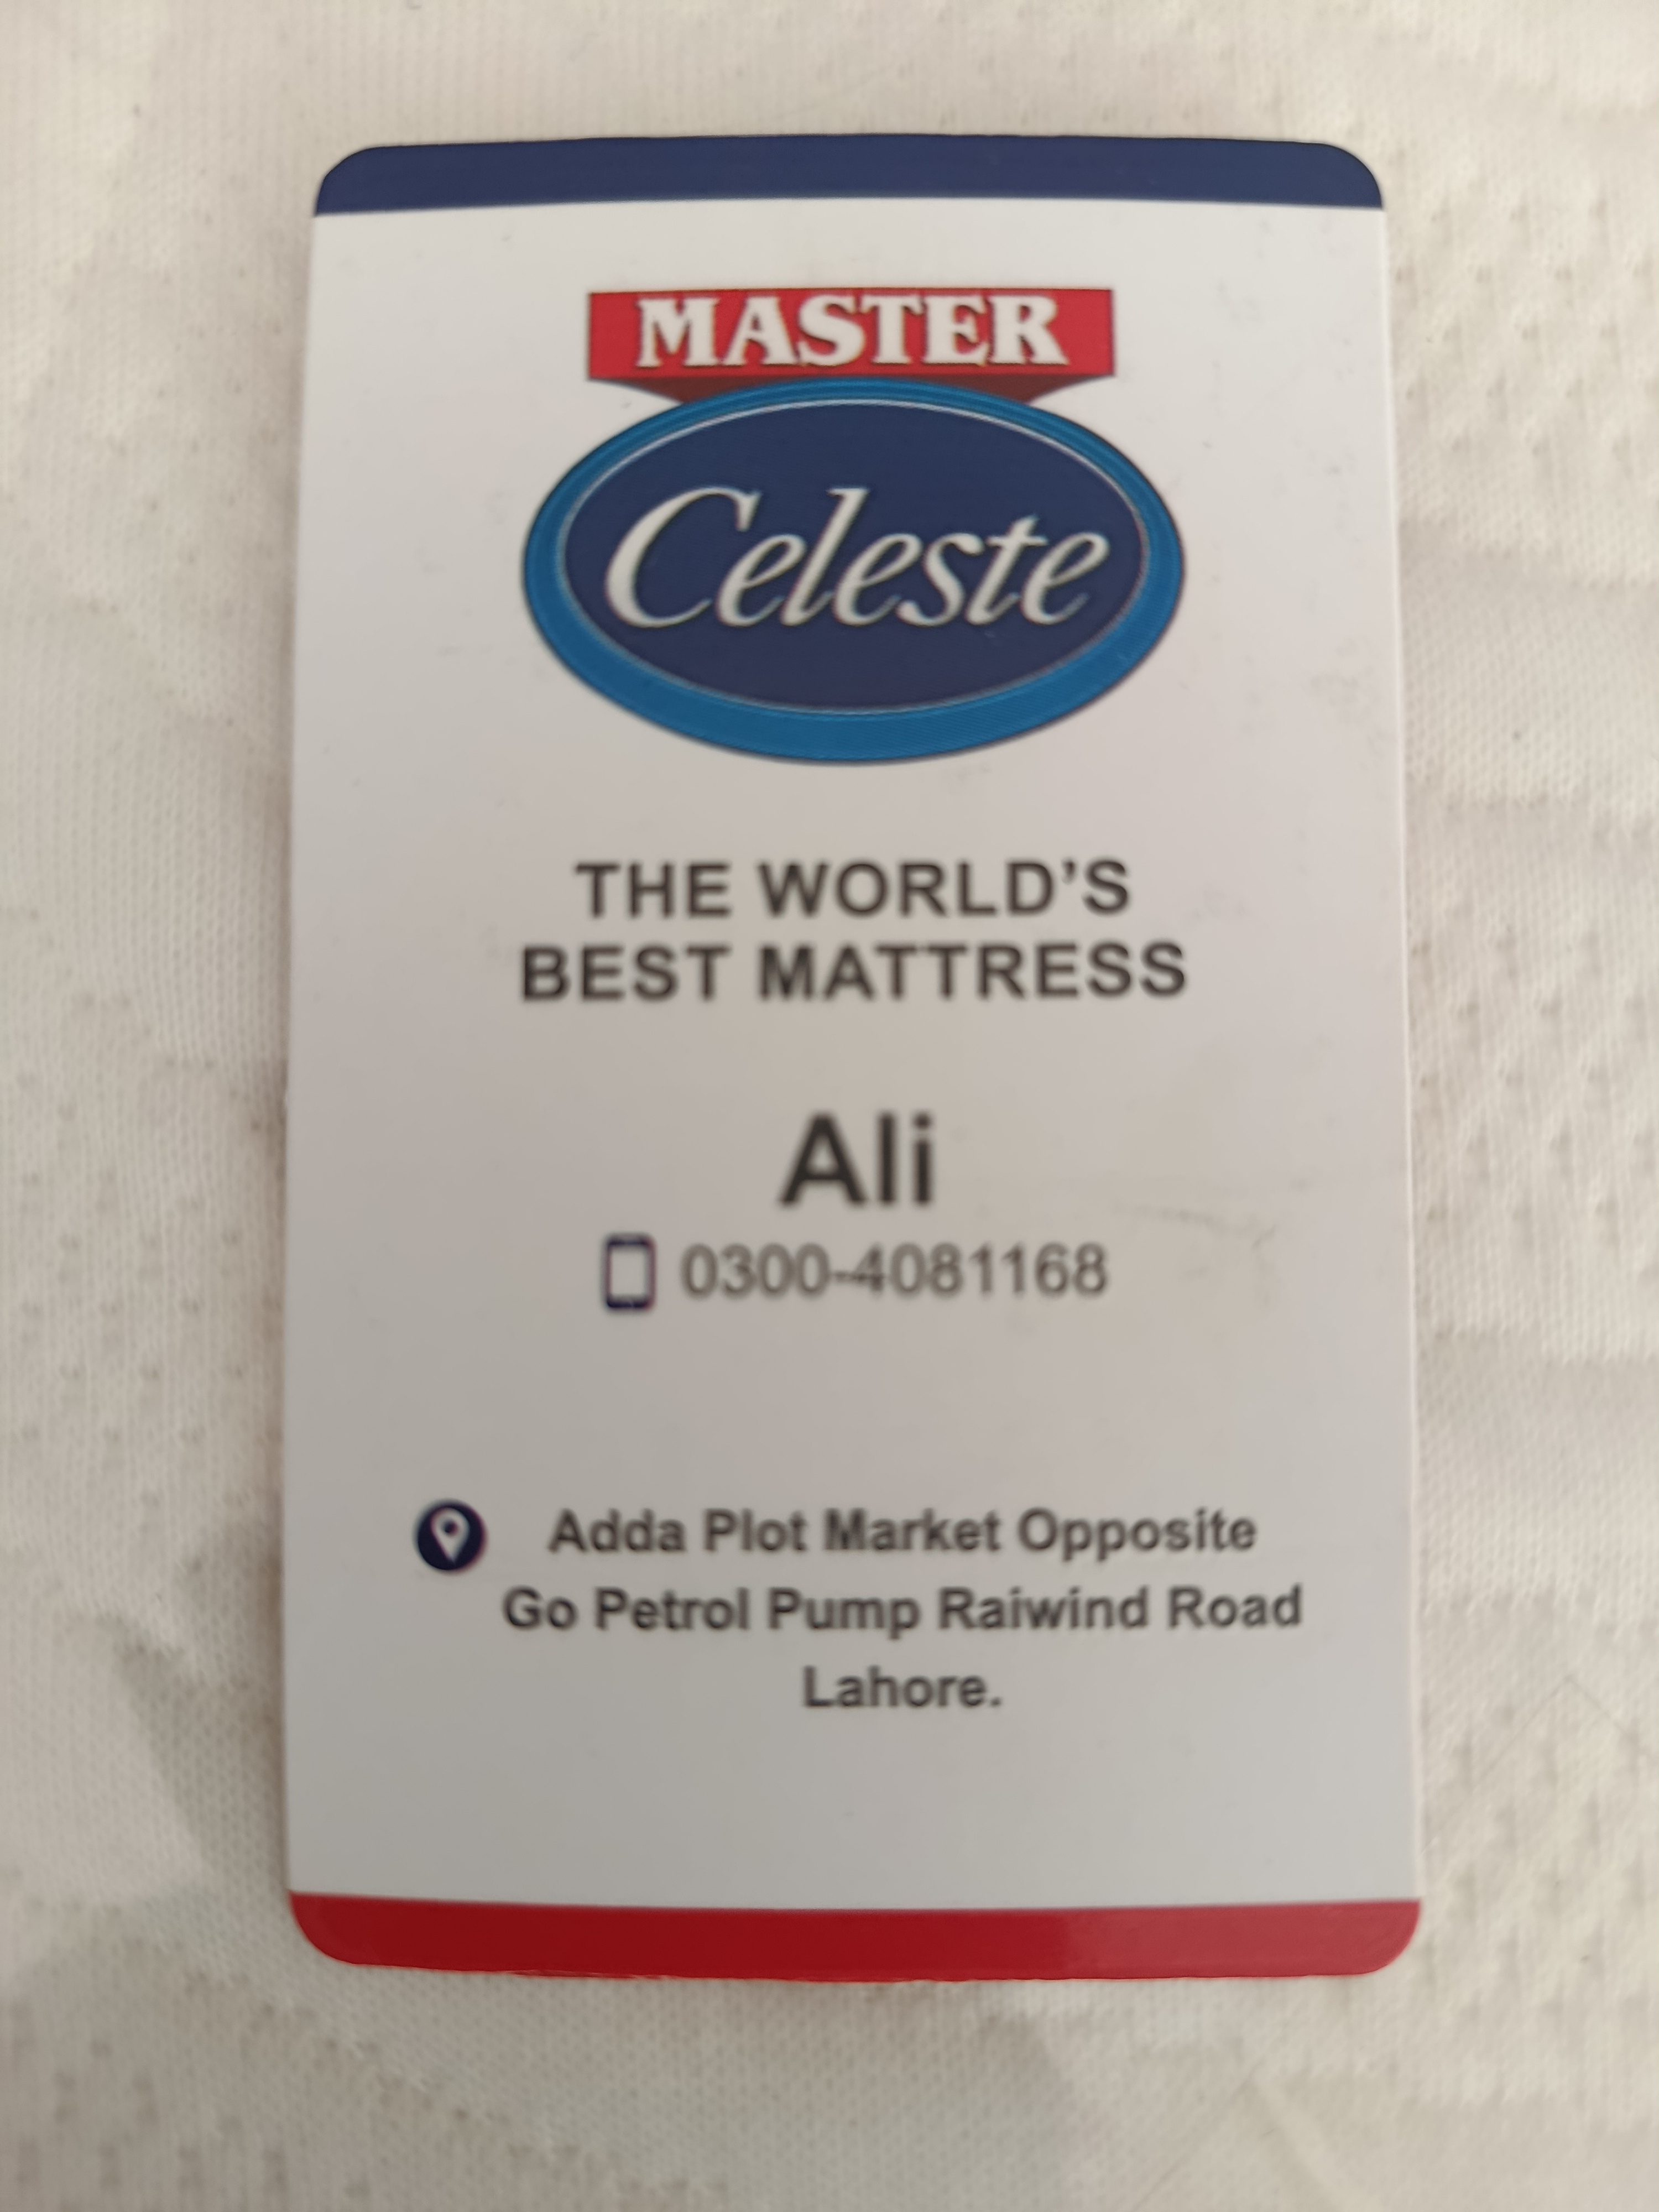 MASTER
Celeste
THE WORLD'S
BEST MATTRESS
Ali
0300-4081168
Adda Plot Market Opposite
Go Petrol Pump Raiwind Road
Lahore.